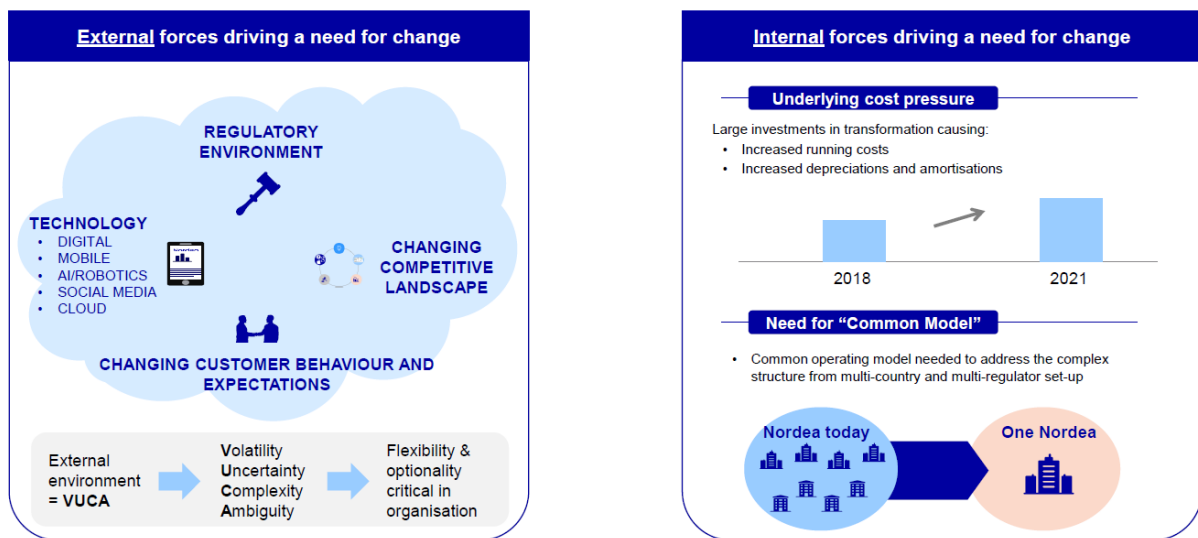 External forces driving a need for change
REGULATORY
ENVIRONMENT
TECHNOLOGY
• DIGITAL
• MOBILE
• AI/ROBOTICS
• SOCIAL MEDIA
• CLOUD
CHANGING
COMPETITIVE
LANDSCAPE
CHANGING CUSTOMER BEHAVIOUR AND
EXPECTATIONS
External
environment
= VUCA
Volatility
Uncertainty
Complexity
Ambiguity
Flexibility &
optionality
critical in
organisation
Internal forces driving a need for change
Underlying cost pressure
Large investments in transformation causing:
• Increased running costs
• Increased depreciations and amortisations
2018
2021
Need for “Common Model”
• Common operating model needed to address the complex
structure from multi-country and multi-regulator set-up
Nordea today
One Nordea